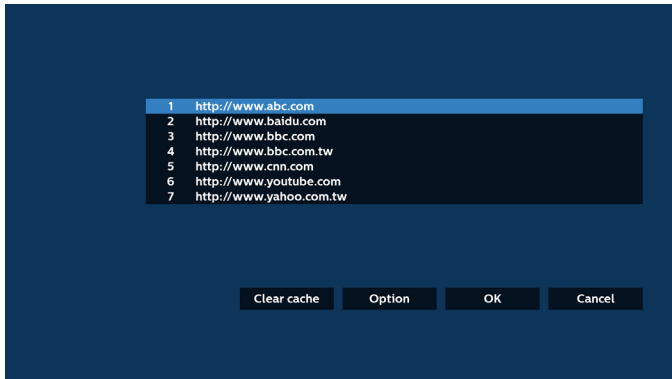 1 http://www.abc.com
2 http://www.baidu.com
3 http://www.bbc.com
4 http://www.bbc.com.tw
5 http://www.cnn.com
6 http://www.youtube.com
7 http://www.yahoo.com.tw
Clear cache Option OK Cancel